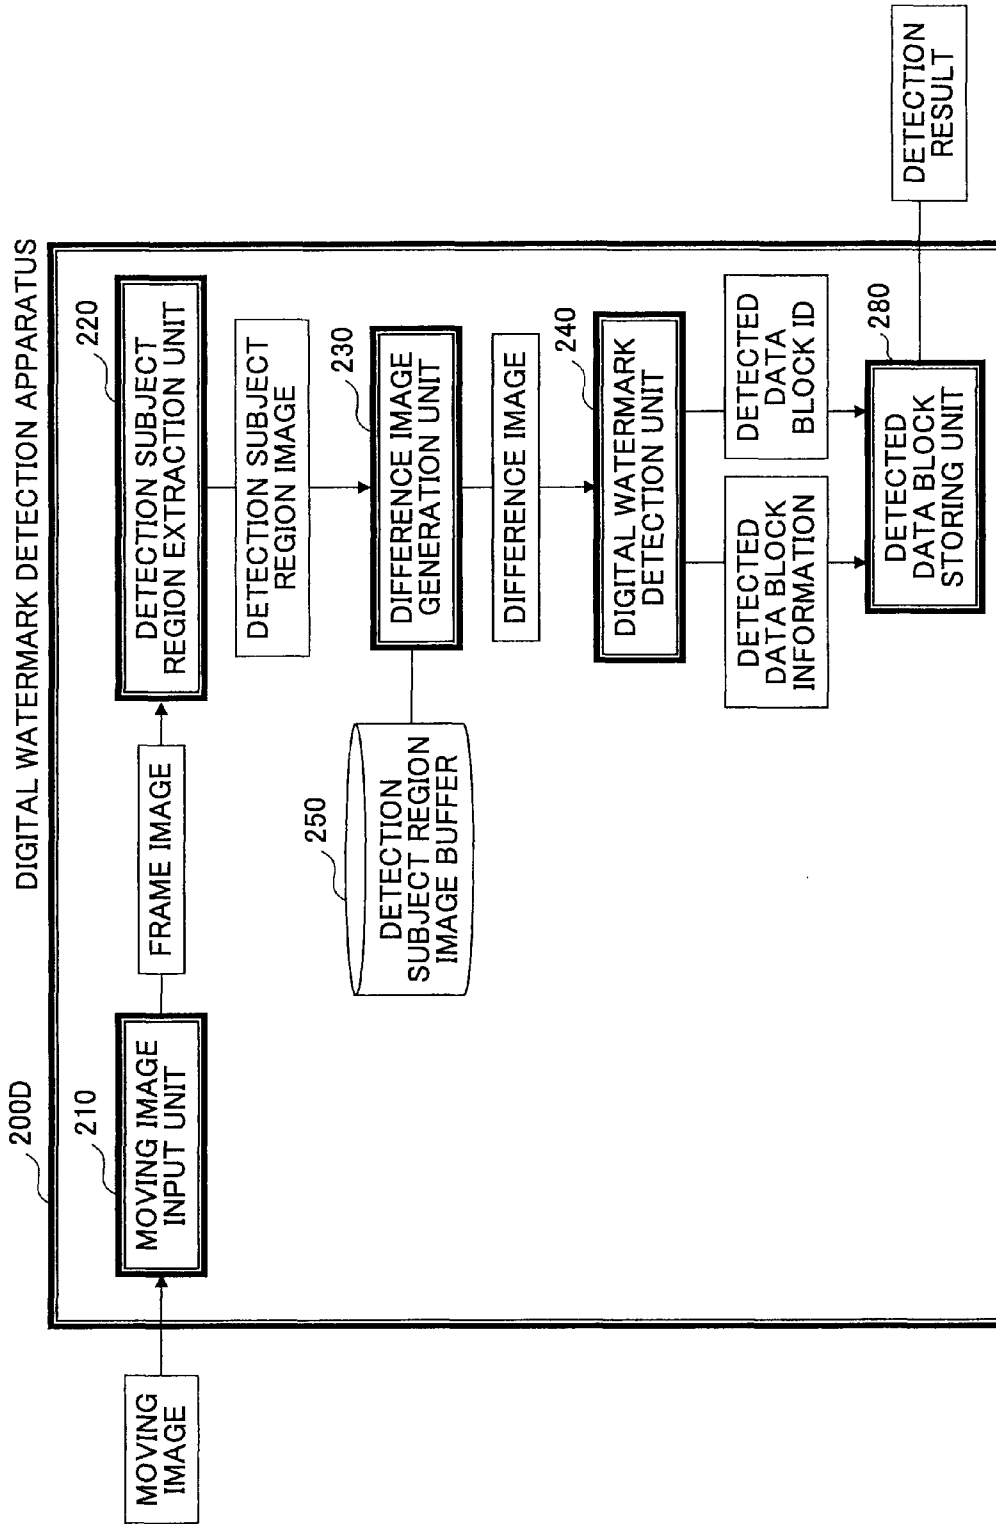 DIGITAL WATERMARK DETECTION APPARATUS
200D
MOVING
IMAGE
210
MOVING IMAGE
INPUT UNIT
FRAME IMAGE
220
DETECTION SUBJECT
REGION EXTRACTION UNIT
DETECTION SUBJECT
REGION IMAGE
230
DIFFERENCE IMAGE
GENERATION UNIT
250
DETECTION
SUBJECT REGION
IMAGE BUFFER
DIFFERENCE IMAGE
240
DIGITAL WATERMARK
DETECTION UNIT
DETECTED
DATA BLOCK
INFORMATION
DETECTED
DATA
BLOCK ID
280
DETECTED
DATA BLOCK
STORING UNIT
DETECTION
RESULT